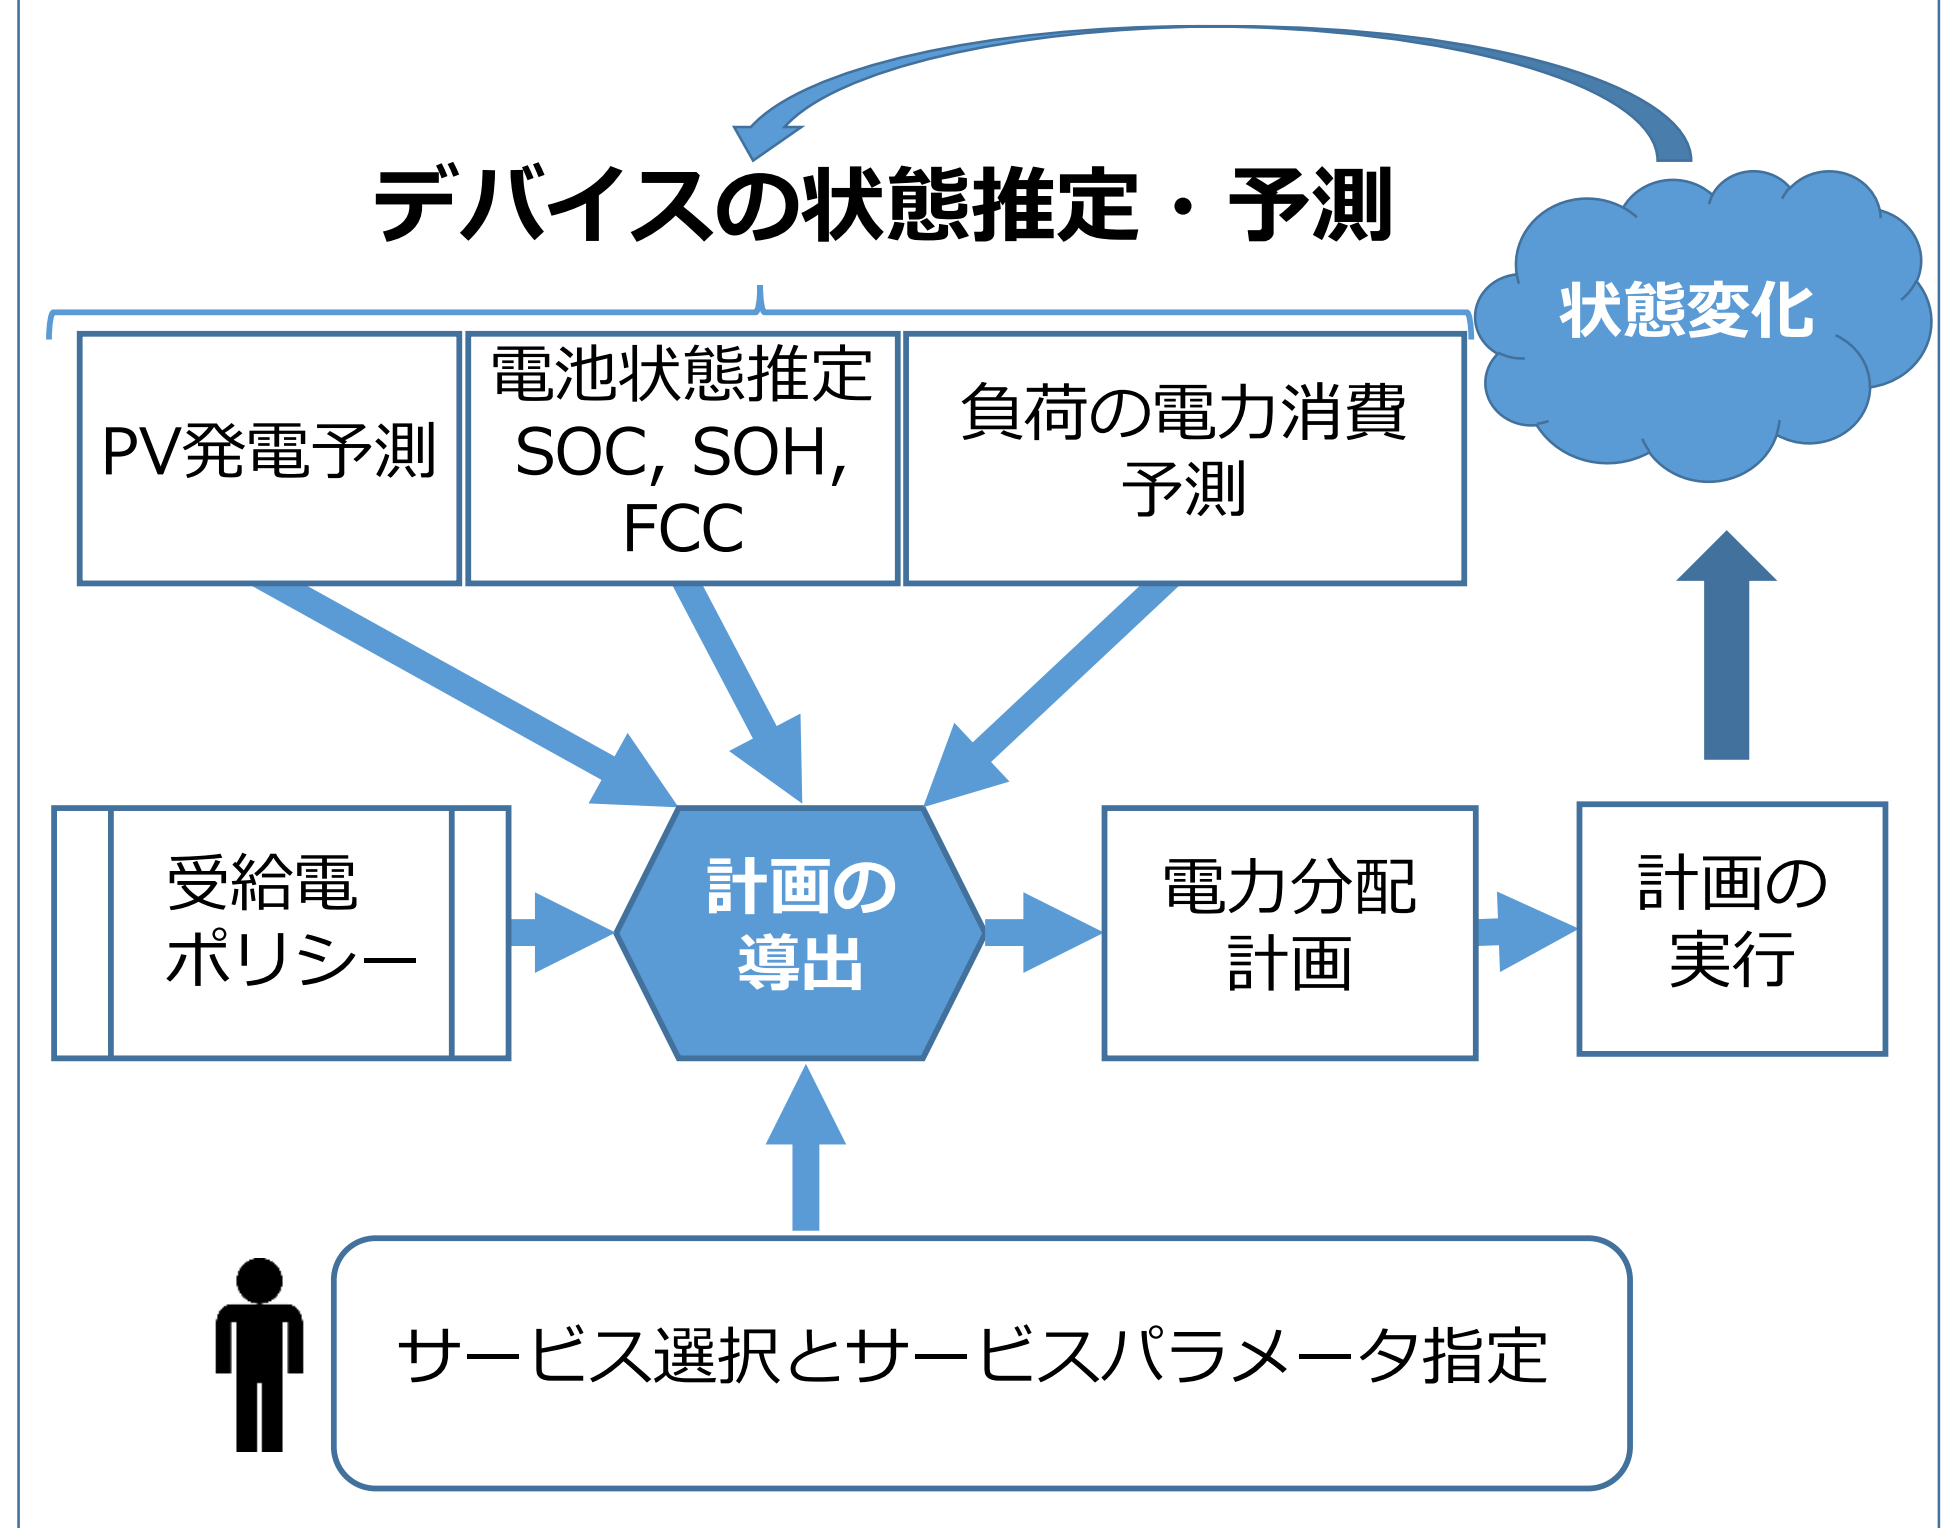 デバイスの状態推定・予測
状態変化
PV発電予測
電池状態推定
SOC, SOH,
FCC
負荷の電力消費
予測
受給電
ポリシー
計画の
導出
電力分配
計画
計画の
実行
サービス選択とサービスパラメータ指定